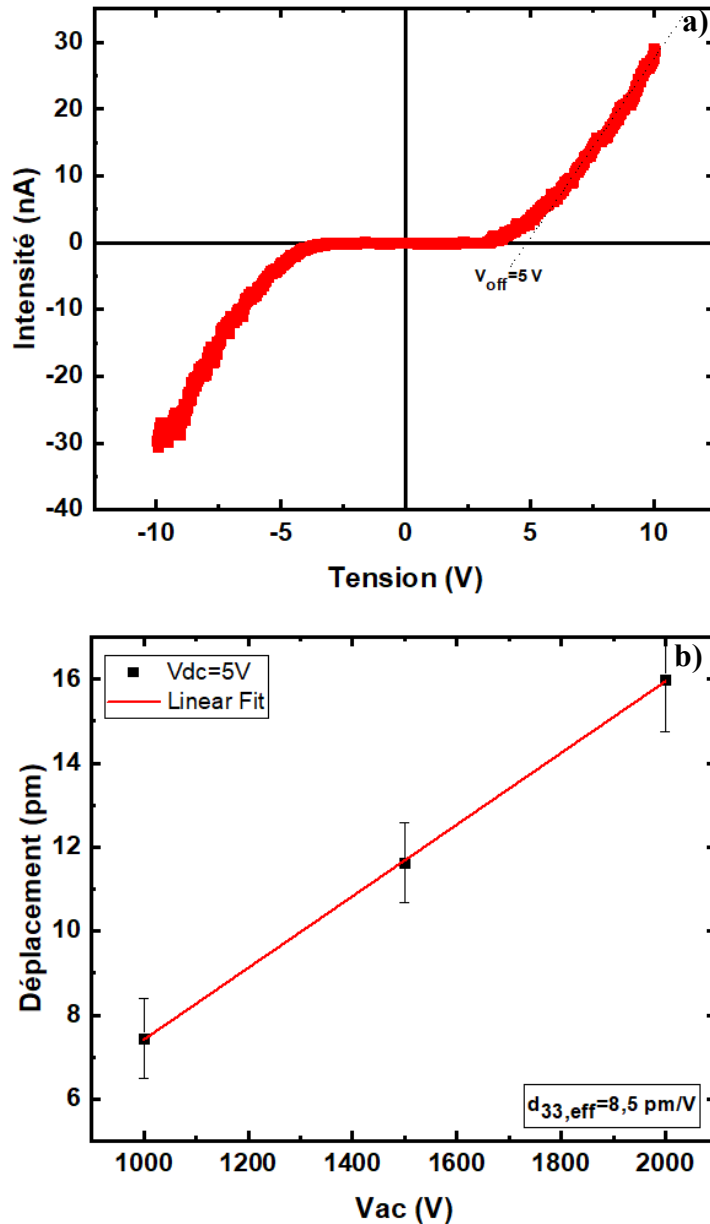 a)
30
20
10
0
-10
-20
-30
-40
Intensité (nA)
V_off=5 V
-10 -5 0 5 10
Tension (V)
b)
Vdc=5V
Linear Fit
16
14
12
10
8
6
Déplacement (pm)
d_33,eff=8,5 pm/V
1000 1200 1400 1600 1800 2000
Vac (V)